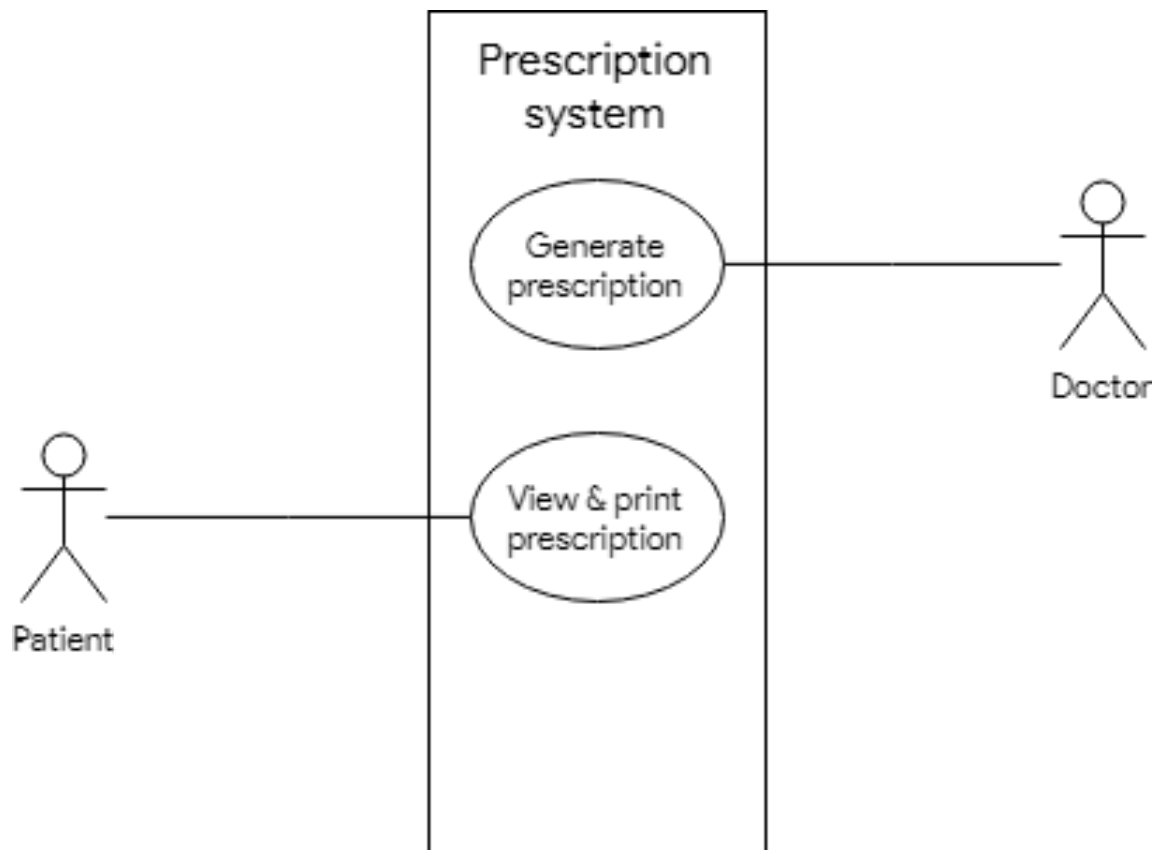 Prescription
system
Generate
prescription
Doctor
View & print
prescription
Patient